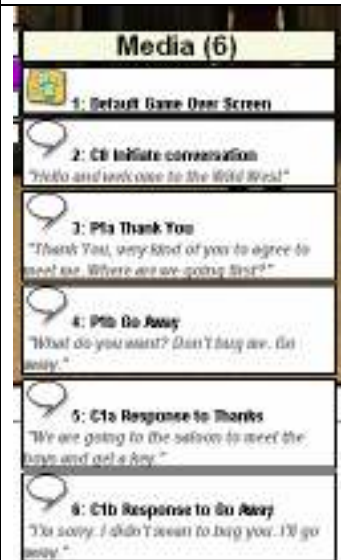 Media (6)
1: Default Game Over Screen
2: C0 Initiate conversation
"Hello and welcome to the Wild West"
3: P1a Thank You
"Thank You, very kind of you to agree to
meet me. Where are we going first?"
4: P1b Go Away
"What do you want? Don't bug me. Go
away."
5: C1a Response to Thanks
"We are going to the saloon to meet the
boys and get a key."
6: C1b Response to Go Away
"I'm sorry. I didn't mean to bug you. I'll go
away."